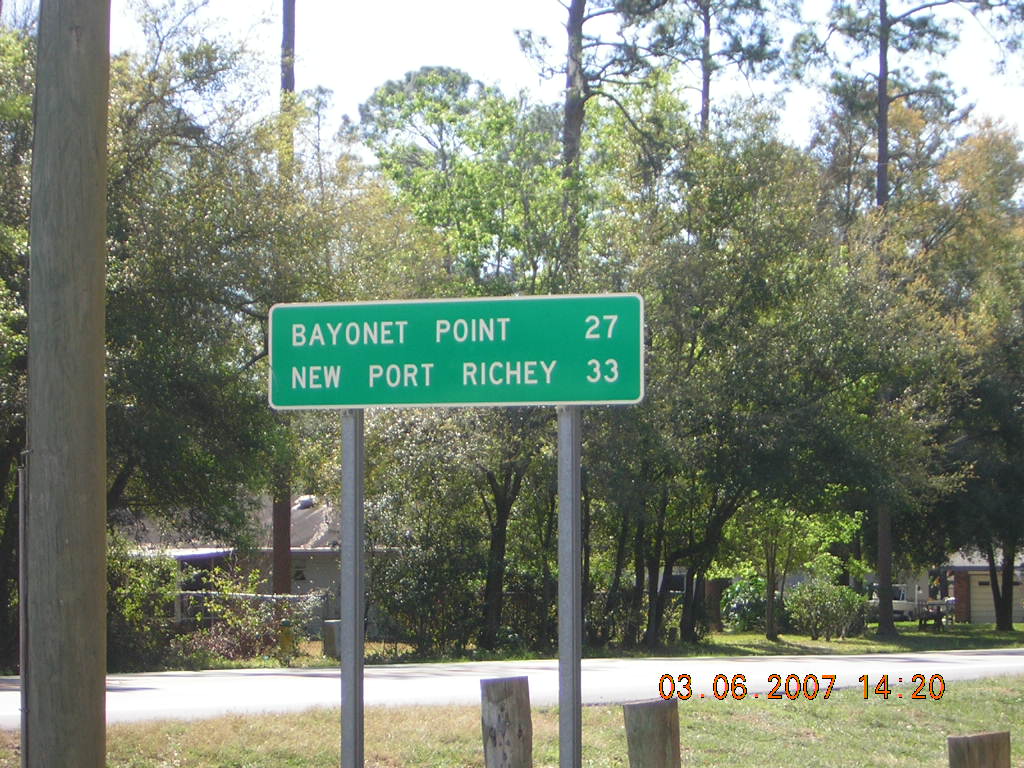 BAYONET POINT 27
NEW PORT RICHEY 33
03.06.2007 14:20